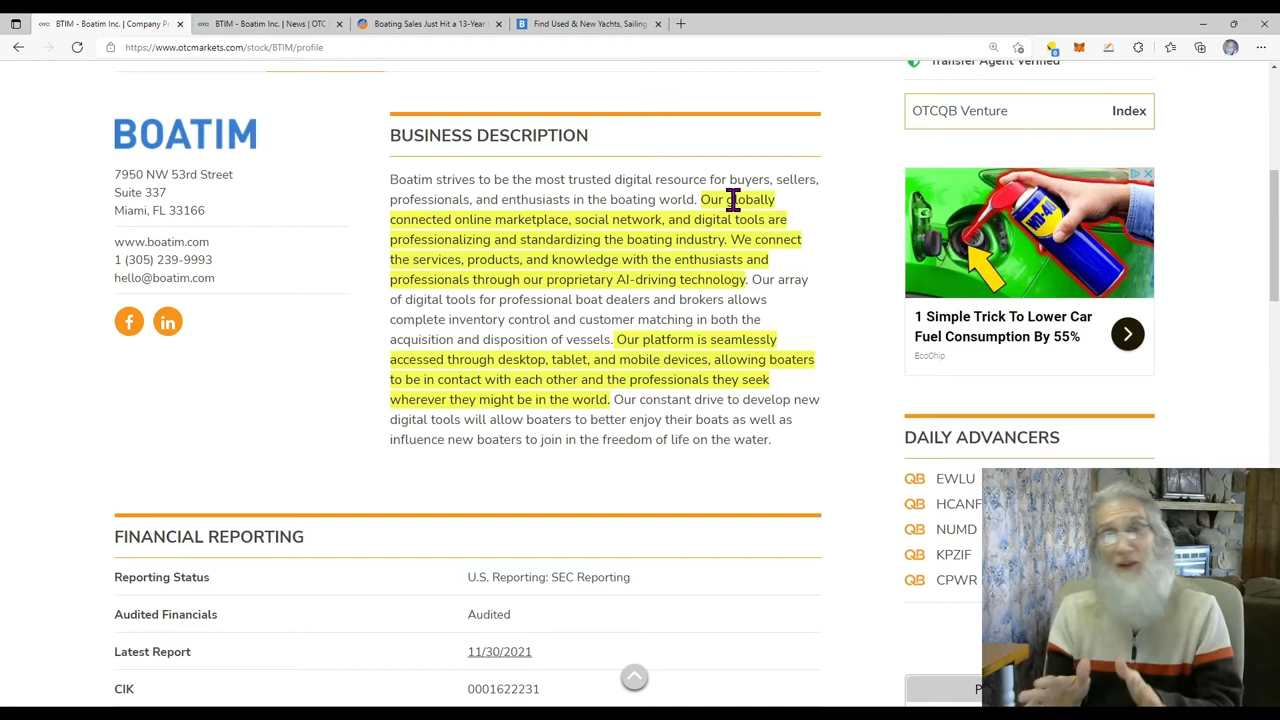 BTIM - Boatim Inc. | Company Pr
BTIM - Boatim Inc. | News | OTC
Boating Sales Just Hit a 13-Year
Find Used & New Yachts, Sailing
https://www.otcmarkets.com/stock/BTIM/profile
BOATIM
7950 NW 53rd Street
Suite 337
Miami, FL 33166
www.boatim.com
1 (305) 239-9993
hello@boatim.com
BUSINESS DESCRIPTION
Boatim strives to be the most trusted digital resource for buyers, sellers,
professionals, and enthusiasts in the boating world. Our globally
connected online marketplace, social network, and digital tools are
professionalizing and standardizing the boating industry. We connect
the services, products, and knowledge with the enthusiasts and
professionals through our proprietary AI-driving technology. Our array
of digital tools for professional boat dealers and brokers allows
complete inventory control and customer matching in both the
acquisition and disposition of vessels. Our platform is seamlessly
accessed through desktop, tablet, and mobile devices, allowing boaters
to be in contact with each other and the professionals they seek
wherever they might be in the world. Our constant drive to develop new
digital tools will allow boaters to better enjoy their boats as well as
influence new boaters to join in the freedom of life on the water.
FINANCIAL REPORTING
Reporting Status U.S. Reporting: SEC Reporting
Audited Financials Audited
Latest Report 11/30/2021
CIK 0001622231
Transfer Agent Verified
OTCQB Venture Index
WD-40
1 Simple Trick To Lower Car
Fuel Consumption By 55%
EcoChip
DAILY ADVANCERS
QB EWLU
QB HCANF
QB NUMD
QB KPZIF
QB CPWR